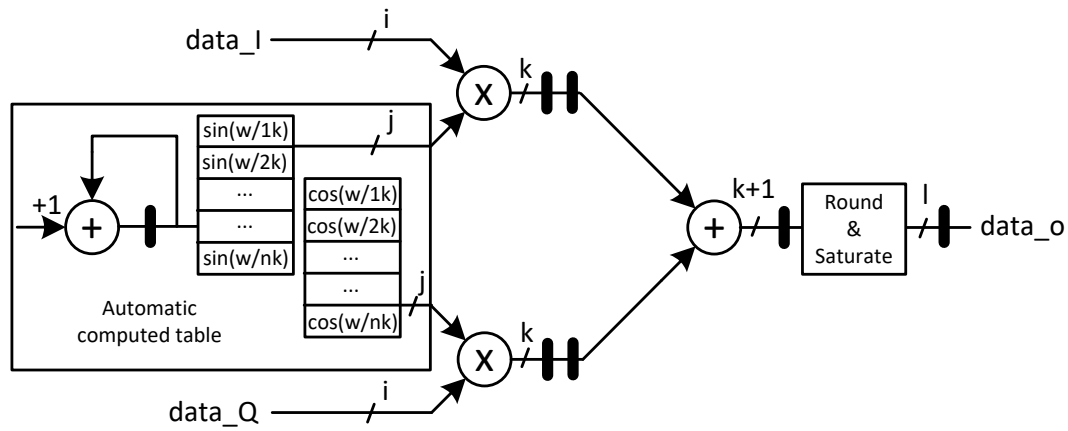 data_I
i
X
k
+1
+
sin(w/1k)
sin(w/2k)
...
...
sin(w/nk)
j
cos(w/1k)
cos(w/2k)
...
...
cos(w/nk)
j
Automatic
computed table
data_Q
i
X
k
+
k+1
Round
&
Saturate
l
data_o